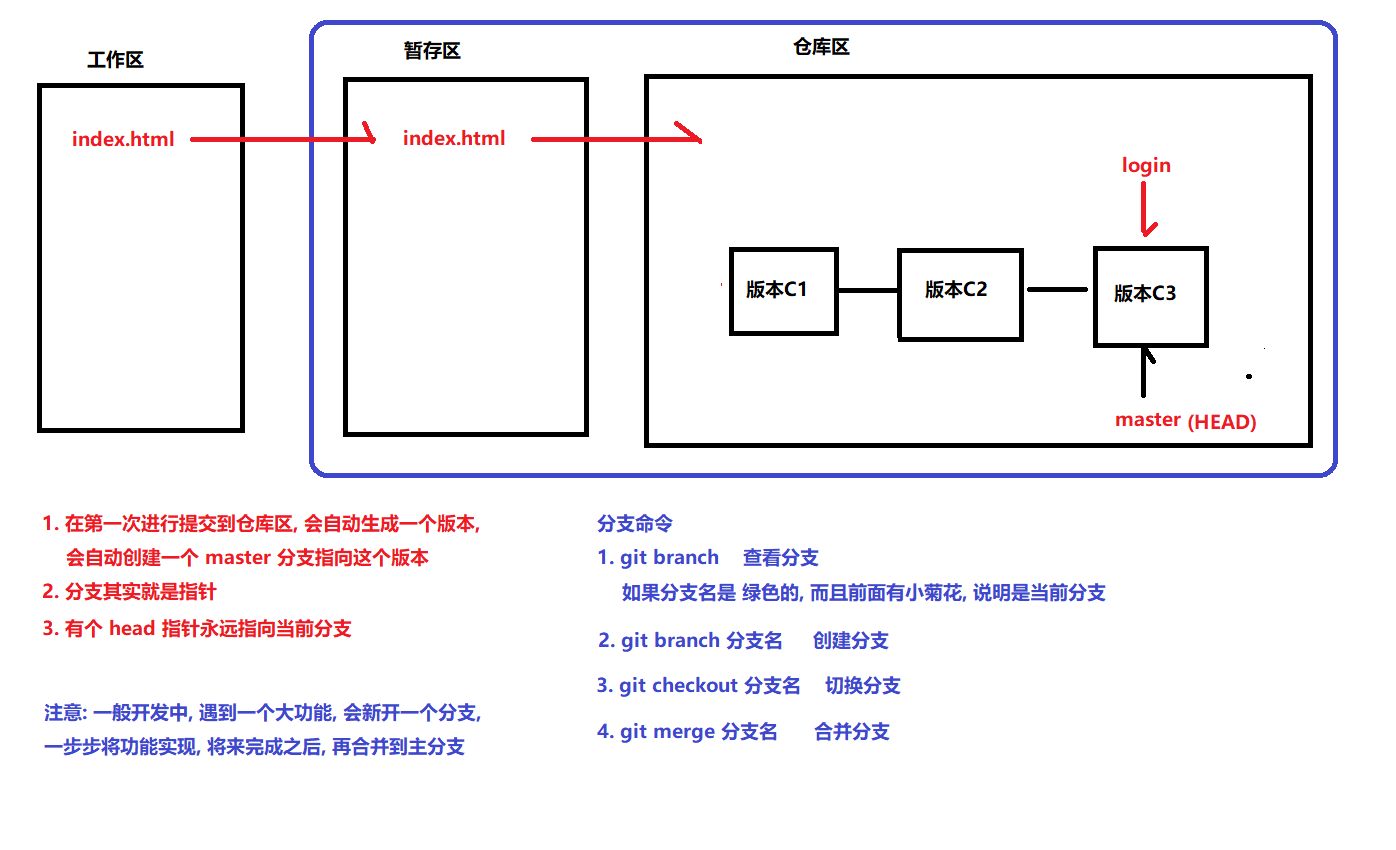 工作区
暂存区
仓库区
index.html
index.html
login
版本C1
版本C2
版本C3
master (HEAD)
1. 在第一次进行提交到仓库区, 会自动生成一个版本,
会自动创建一个 master 分支指向这个版本
2. 分支其实就是指针
3. 有个 head 指针永远指向当前分支
注意: 一般开发中, 遇到一个大功能, 会新开一个分支,
一步步将功能实现, 将来完成之后, 再合并到主分支
分支命令
1. git branch 查看分支
如果分支名是 绿色的, 而且前面有小菊花, 说明是当前分支
2. git branch 分支名 创建分支
3. git checkout 分支名 切换分支
4. git merge 分支名 合并分支